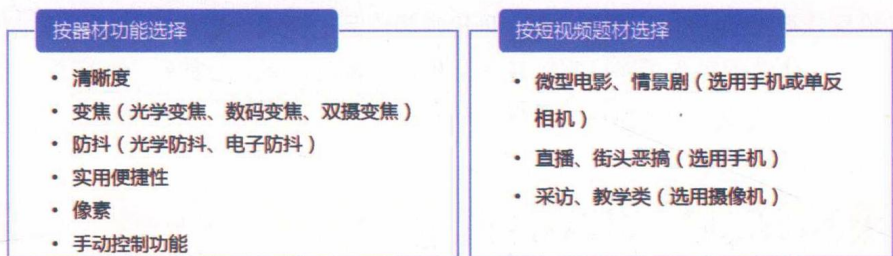 按器材功能选择
• 清晰度
• 变焦（光学变焦、数码变焦、双摄变焦）
• 防抖（光学防抖、电子防抖）
• 实用便捷性
• 像素
• 手动控制功能
按短视频题材选择
• 微型电影、情景剧（选用手机或单反
相机）
• 直播、街头恶搞（选用手机）
• 采访、教学类（选用摄像机）